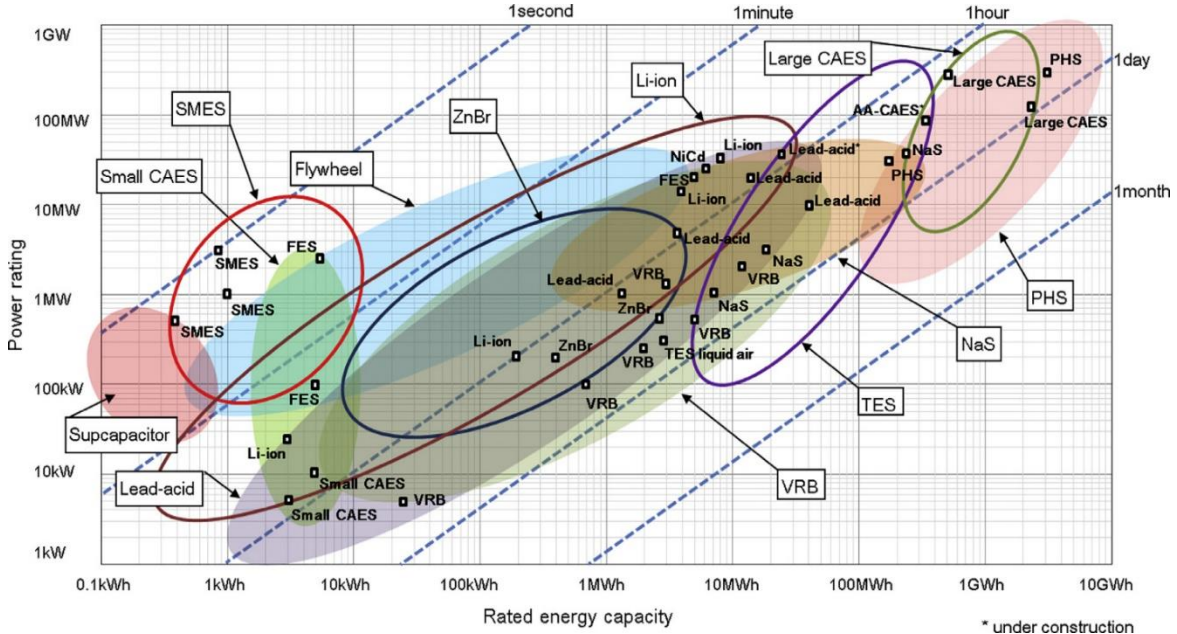 1second
1minute
1hour
1GW
Large CAES
PHS
1day
Li-ion
Large CAES
SMES
ZnBr
AA-CAES*
Large CAES
100MW
Li-ion
Lead-acid*
NaS
NiCd
Small CAES
Flywheel
FES
Lead-acid
PHS
Li-ion
1month
10MW
Lead-acid
Lead-acid
FES
SMES
NaS
Lead-acid
VRB
VRB
1MW
SMES
ZnBr
NaS
PHS
SMES
VRB
Power rating
Li-ion
ZnBr
VRB
TES liquid air
NaS
100kW
FES
VRB
TES
Supcapacitor
Li-ion
10kW
Lead-acid
Small CAES
VRB
VRB
Small CAES
1kW
0.1kWh
1kWh
10kWh
100kWh
1MWh
10MWh
100MWh
1GWh
10GWh
Rated energy capacity
* under construction